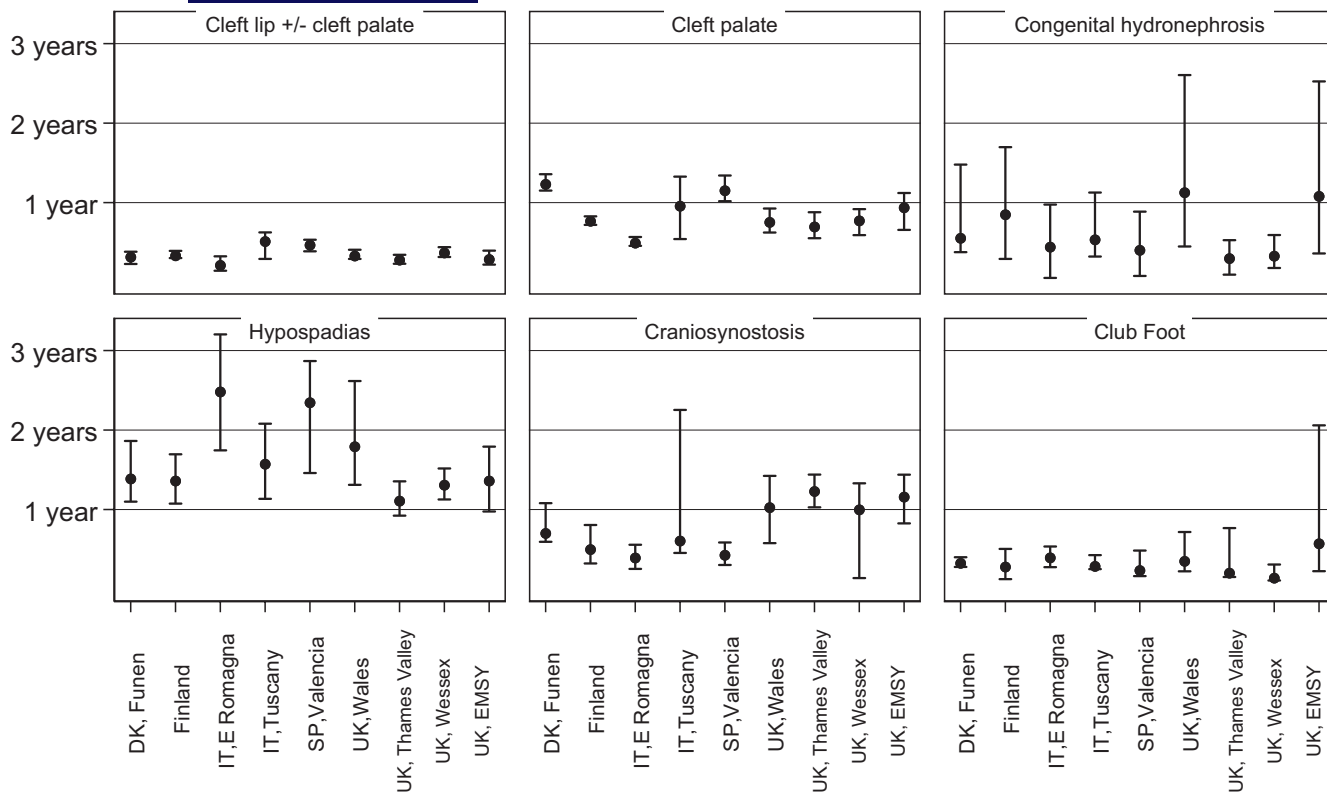 Cleft lip +/- cleft palate
Cleft palate
Congenital hydronephrosis
3 years
2 years
1 year
Hypospadias
Craniosynostosis
Club Foot
3 years
2 years
1 year
DK, Funen
Finland
IT,E Romagna
IT,Tuscany
SP,Valencia
UK,Wales
UK, Thames Valley
UK, Wessex
UK, EMSY
DK, Funen
Finland
IT,E Romagna
IT,Tuscany
SP,Valencia
UK,Wales
UK, Thames Valley
UK, Wessex
UK, EMSY
DK, Funen
Finland
IT,E Romagna
IT,Tuscany
SP,Valencia
UK,Wales
UK, Thames Valley
UK, Wessex
UK, EMSY